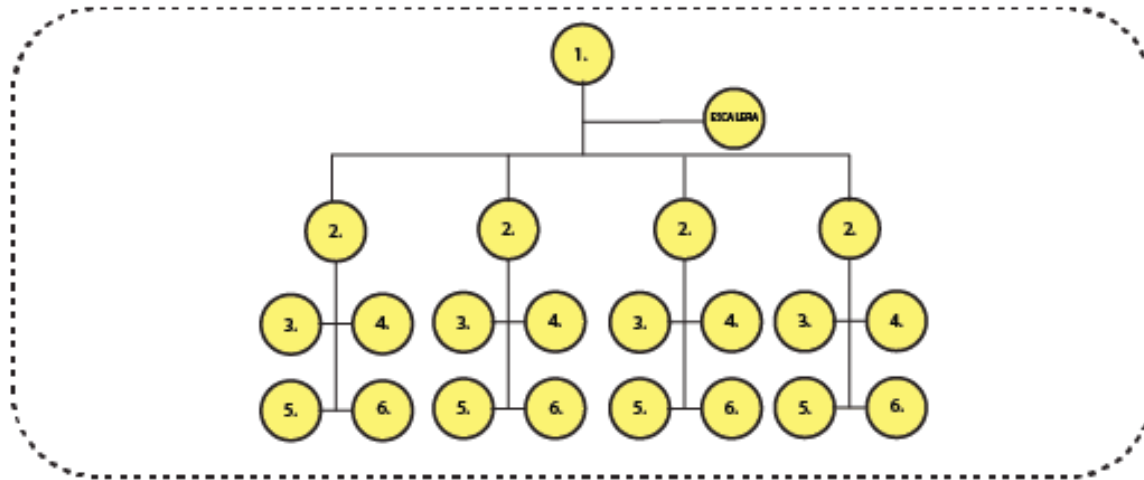 1.
ESCALERA
2. 2. 2. 2.
3. 4. 3. 4. 3. 4. 3. 4.
5. 6. 5. 6. 5. 6. 5. 6.